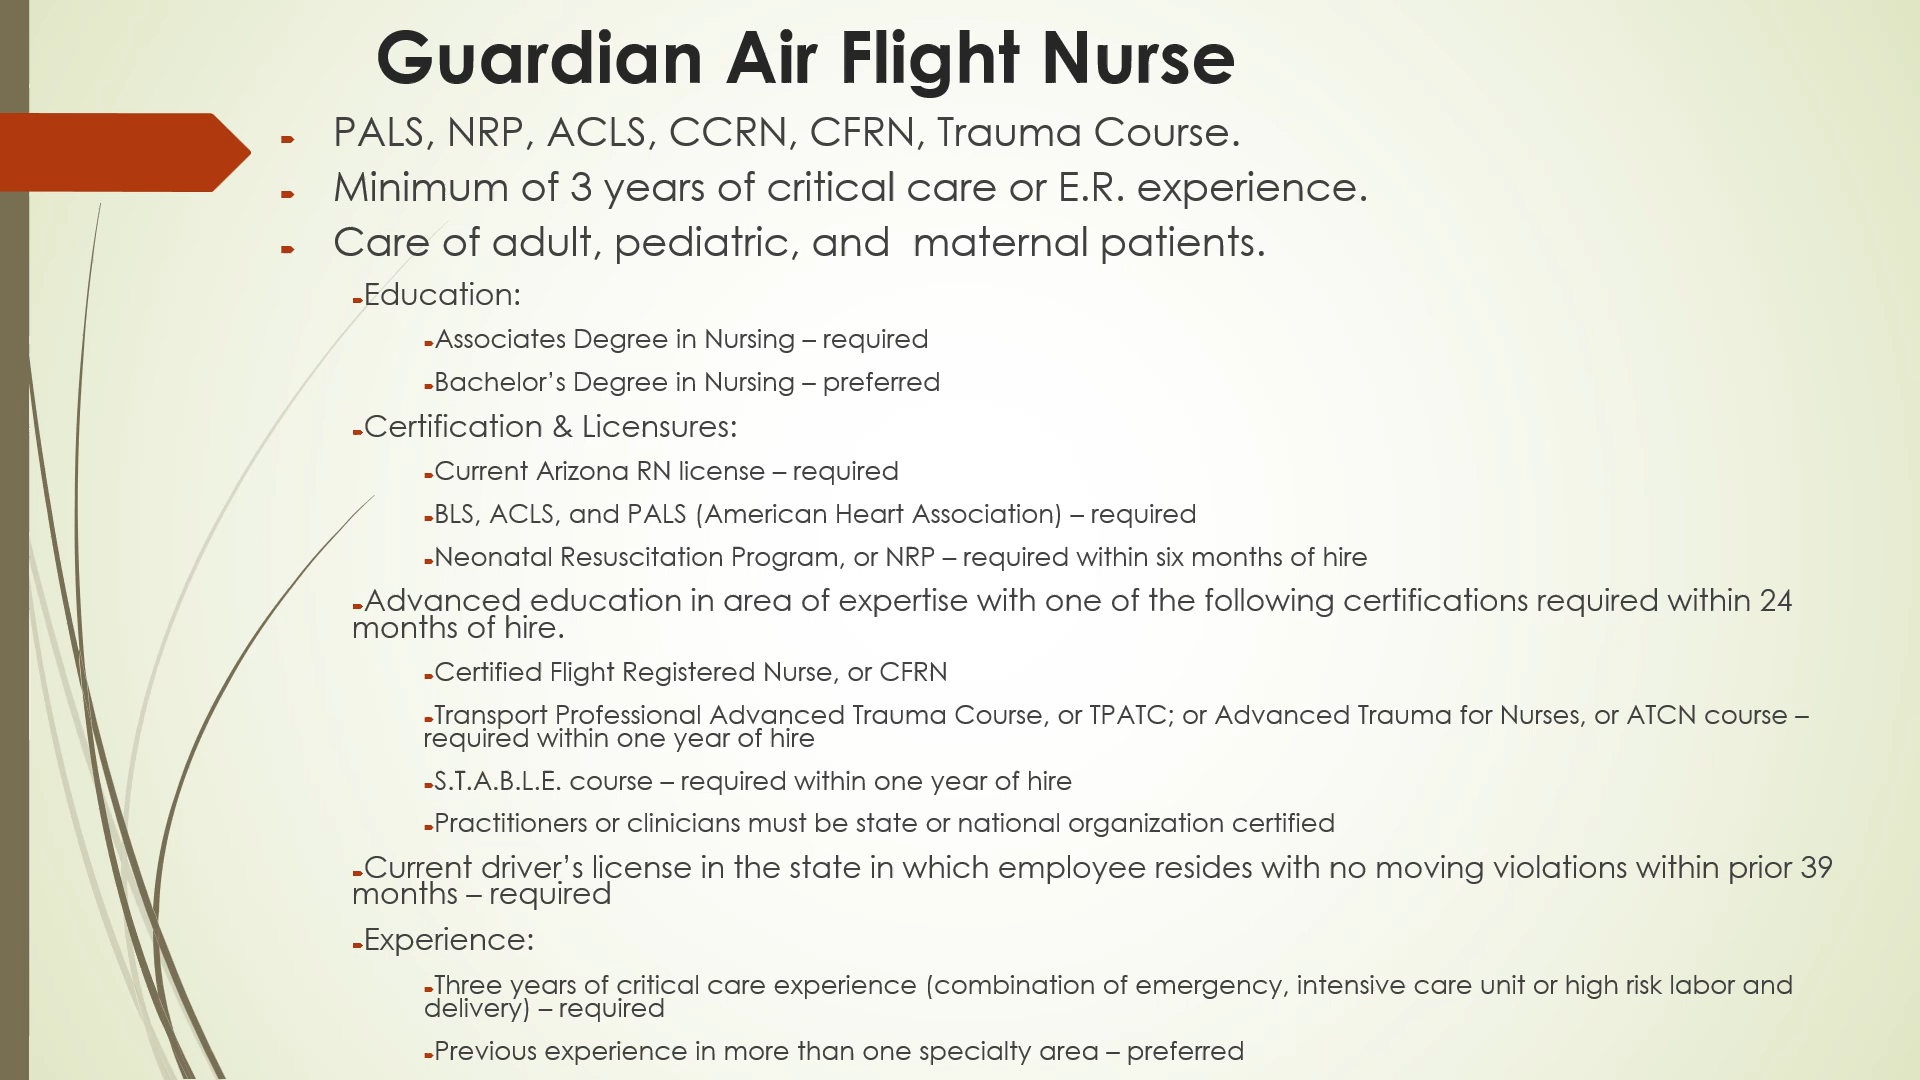 Guardian Air Flight Nurse
PALS, NRP, ACLS, CCRN, CFRN, Trauma Course.
Minimum of 3 years of critical care or E.R. experience.
Care of adult, pediatric, and  maternal patients.
Education:
Associates Degree in Nursing – required
Bachelor’s Degree in Nursing – preferred
Certification & Licensures:
Current Arizona RN license – required
BLS, ACLS, and PALS (American Heart Association) – required
Neonatal Resuscitation Program, or NRP – required within six months of hire
Advanced education in area of expertise with one of the following certifications required within 24
months of hire.
Certified Flight Registered Nurse, or CFRN
Transport Professional Advanced Trauma Course, or TPATC; or Advanced Trauma for Nurses, or ATCN course –
required within one year of hire
S.T.A.B.L.E. course – required within one year of hire
Practitioners or clinicians must be state or national organization certified
Current driver’s license in the state in which employee resides with no moving violations within prior 39
months – required
Experience:
Three years of critical care experience (combination of emergency, intensive care unit or high risk labor and
delivery) – required
Previous experience in more than one specialty area – preferred